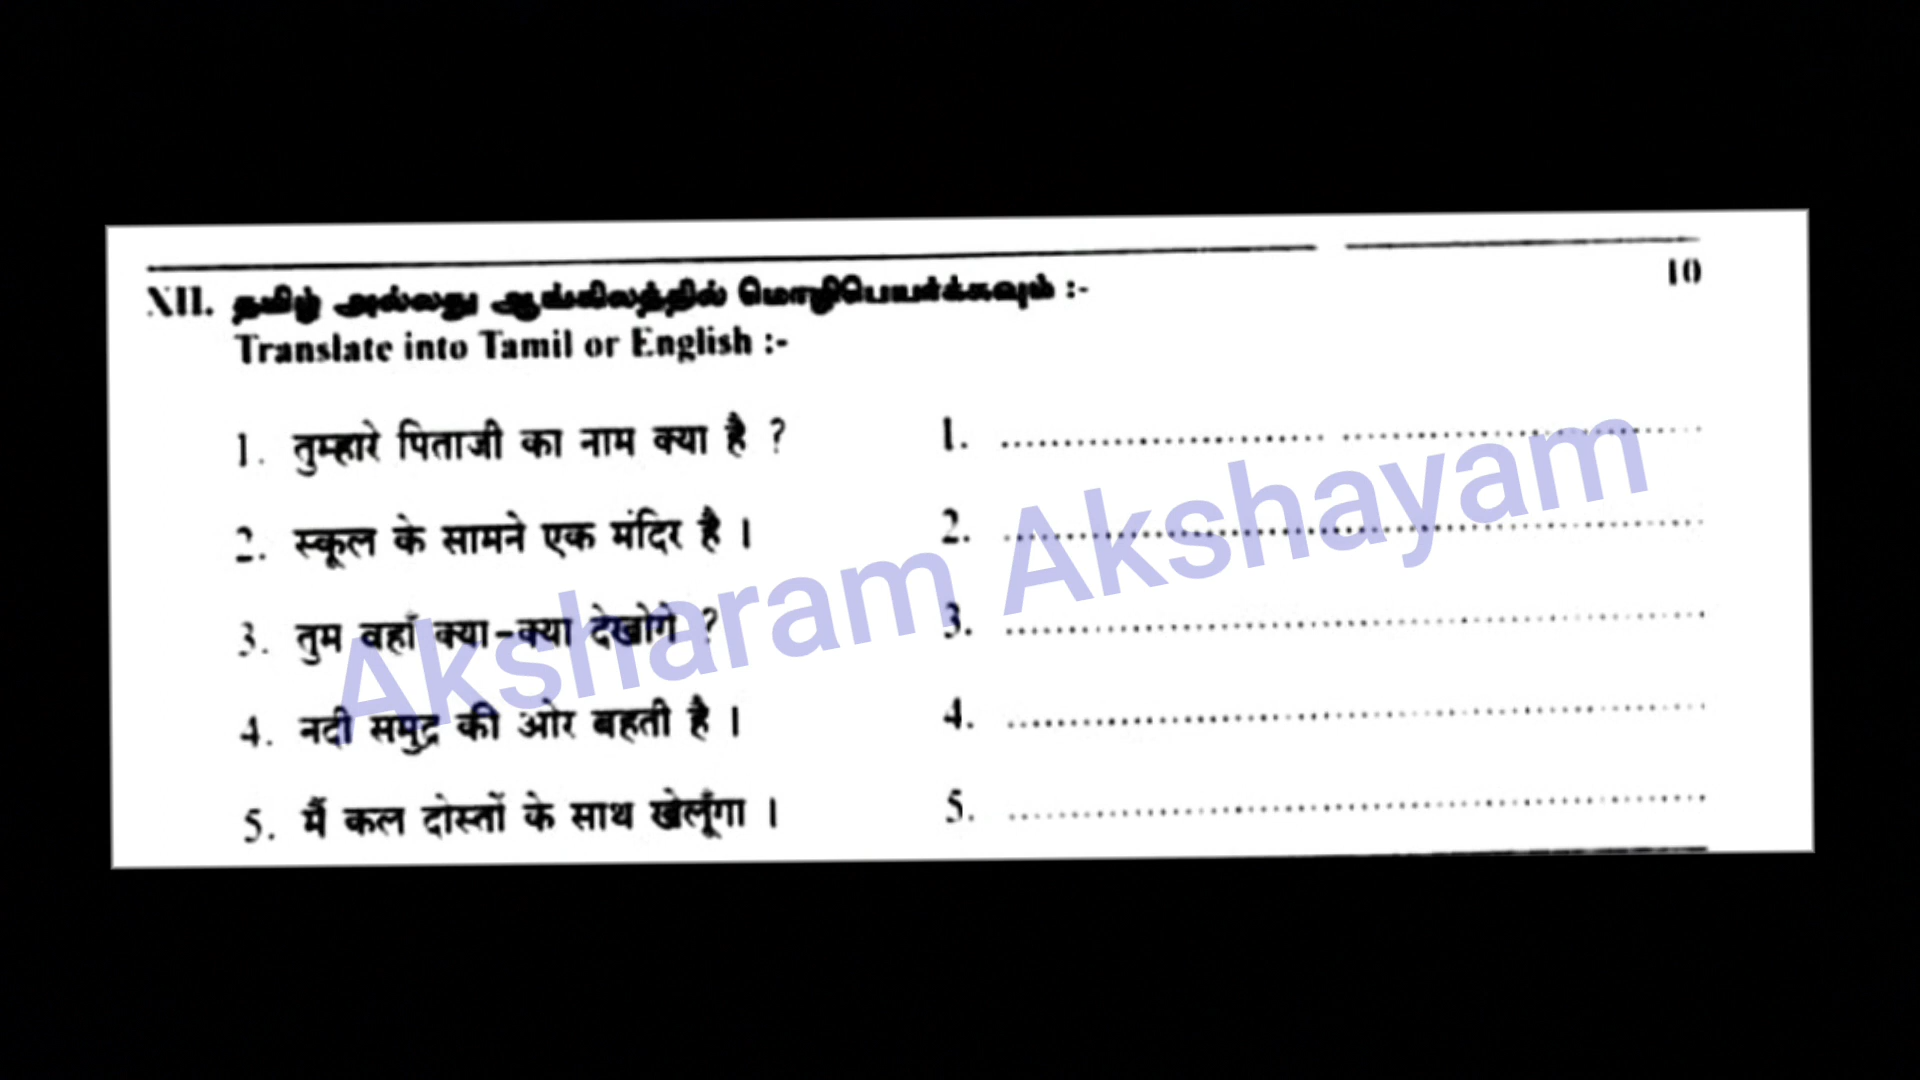 XII. தமிழ் அல்லது ஆங்கிலத்தில் மொழிபெயர்க்கவும் :- 10
Translate into Tamil or English :-
1. तुम्हारे पिताजी का नाम क्या है ? 1. ................................
2. स्कूल के सामने एक मंदिर है । 2. ................................
3. तुम वहाँ क्या-क्या देखोगे ? 3. ................................
4. नदी समुद्र की ओर बहती है । 4. ................................
5. मैं कल दोस्तों के साथ खेलूँगा । 5. ................................
Aksharam Akshayam